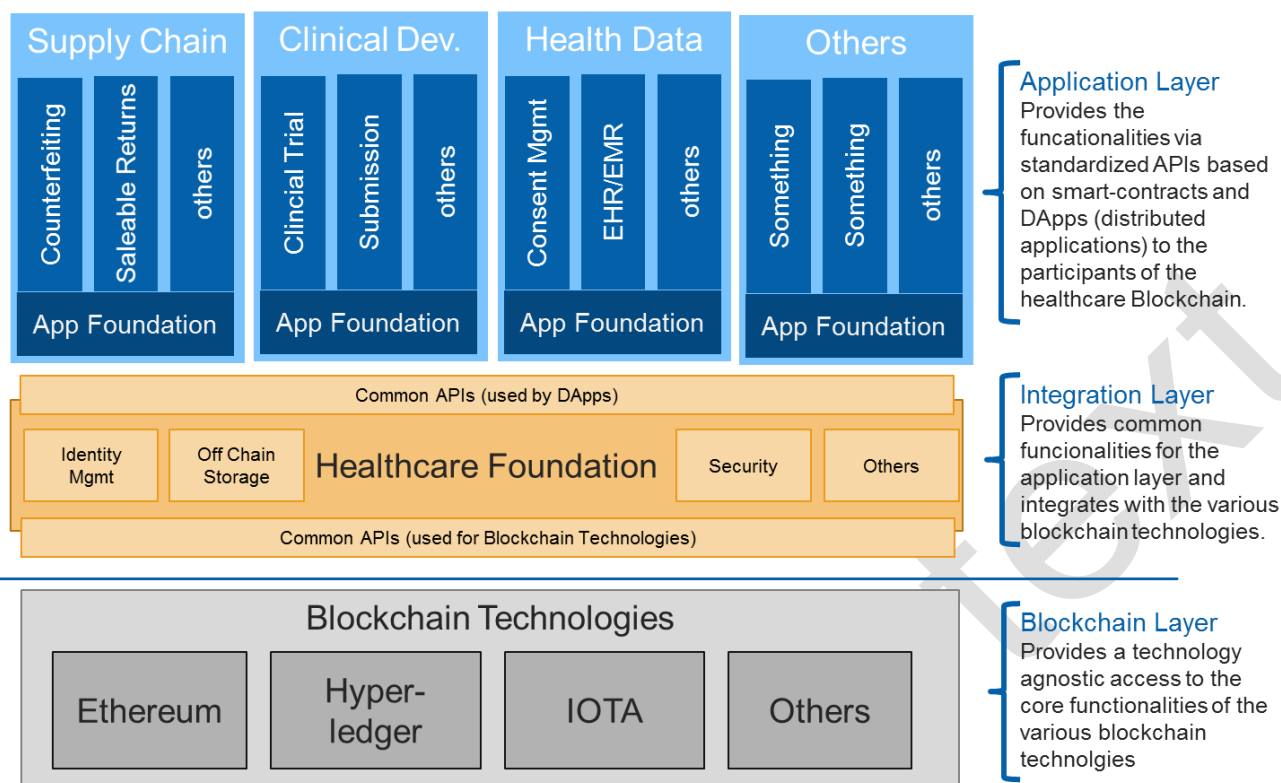 Supply Chain
Counterfeiting
Saleable Returns
others
App Foundation
Clinical Dev.
Clincial Trial
Submission
others
App Foundation
Health Data
Consent Mgmt
EHR/EMR
others
App Foundation
Others
Something
Something
others
App Foundation
Application Layer
Provides the
funcationalities via
standardized APIs based
on smart-contracts and
DApps (distributed
applications) to the
participants of the
healthcare Blockchain.
Common APIs (used by DApps)
Identity
Mgmt
Off Chain
Storage
Healthcare Foundation
Security
Others
Common APIs (used for Blockchain Technologies)
Integration Layer
Provides common
funcionalities for the
application layer and
integrates with the various
blockchain technologies.
Blockchain Technologies
Ethereum
Hyper-
ledger
IOTA
Others
Blockchain Layer
Provides a technology
agnostic access to the
core functionalities of the
various blockchain
technolgies
text